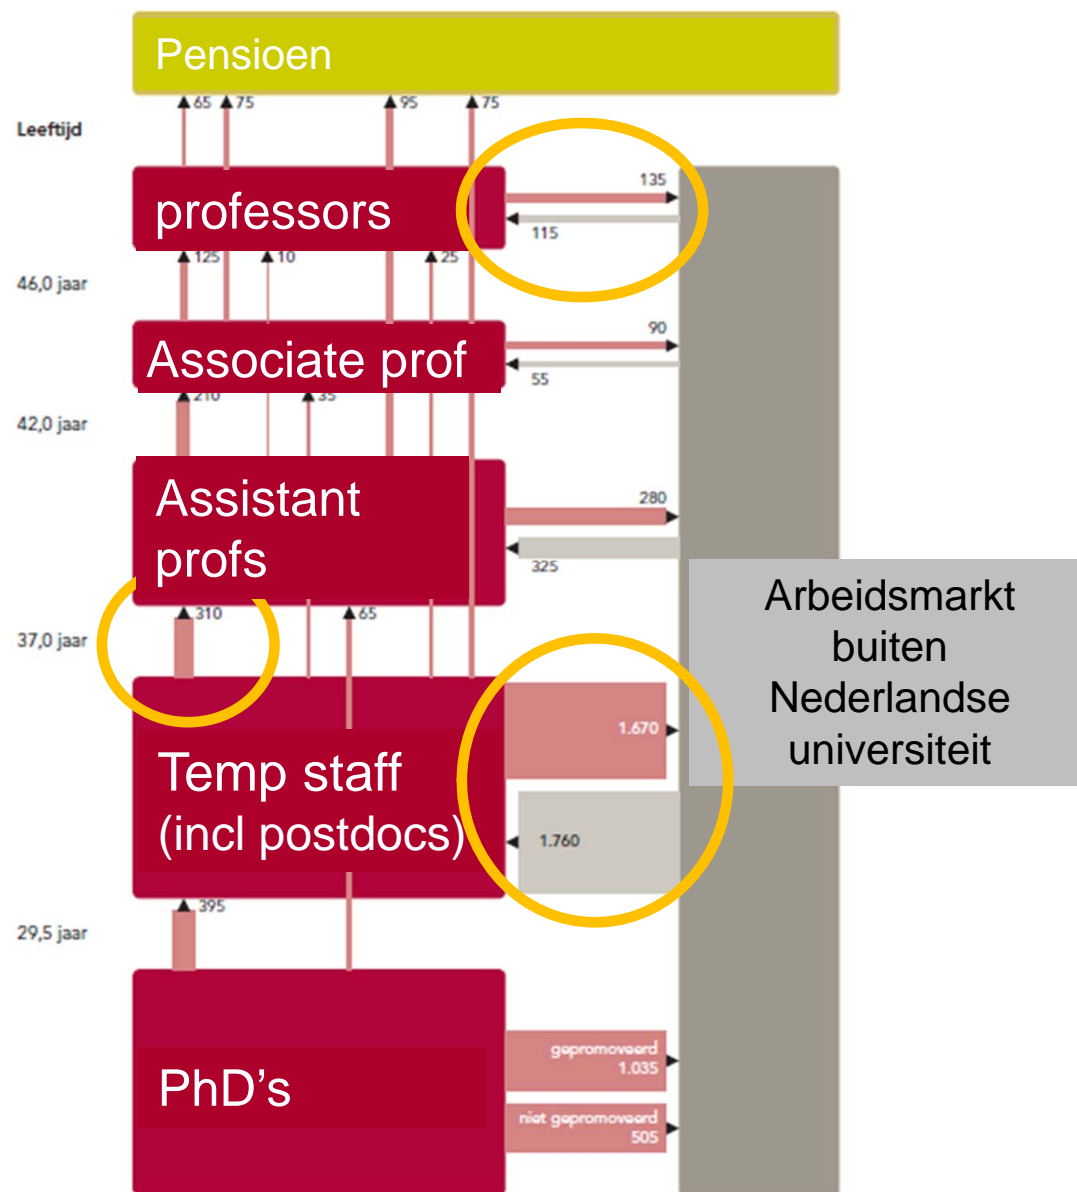 Pensioen
65 75 95 75
Leeftijd
professors
135
115
125 10 25
46,0 jaar
Associate prof
90
55
210 35
42,0 jaar
Assistant
profs
280
325
Arbeidsmarkt
buiten
Nederlandse
universiteit
310 65
37,0 jaar
Temp staff
(incl postdocs)
1.670
1.760
395
29,5 jaar
PhD’s
gepromoveerd
1.035
niet gepromoveerd
505